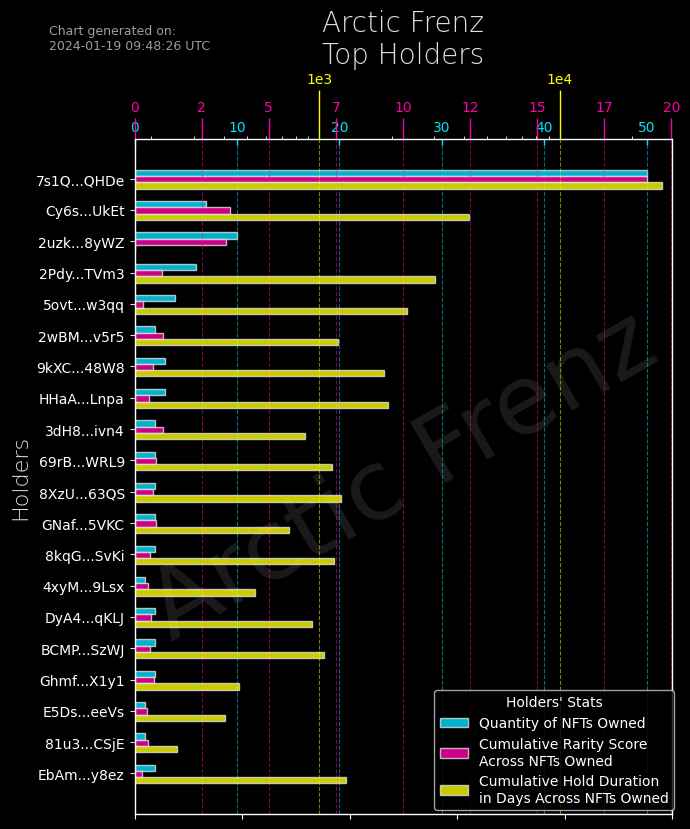 Chart generated on:
2024-01-19 09:48:26 UTC
Arctic Frenz
Top Holders
1e3 1e4
0 2 5 7 10 12 15 17 20
0 10 20 30 40 50
Holders
7s1Q...QHDe
Cy6s...UkEt
2uzk...8yWZ
2Pdy...TVm3
5ovt...w3qq
2wBM...v5r5
9kXC...48W8
HHaA...Lnpa
3dH8...ivn4
69rB...WRL9
8XzU...63QS
GNaf...5VKC
8kqG...SvKi
4xyM...9Lsx
DyA4...qKLJ
BCMP...SzWJ
Ghmf...X1y1
E5Ds...eeVs
81u3...CSjE
EbAm...y8ez
Arctic Frenz
Holders' Stats
Quantity of NFTs Owned
Cumulative Rarity Score
Across NFTs Owned
Cumulative Hold Duration
in Days Across NFTs Owned